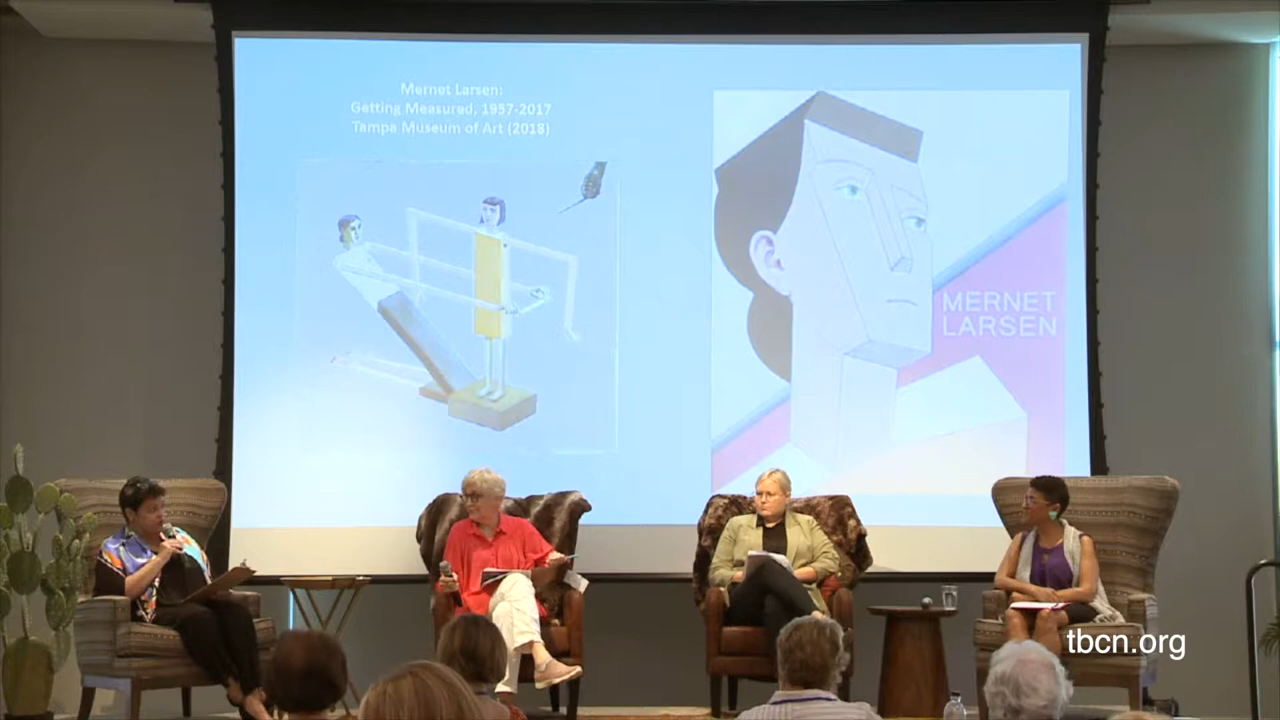 Mernet Larsen:
Getting Measured, 1957-2017
Tampa Museum of Art (2018)
MERNET
LARSEN
tbcn.org